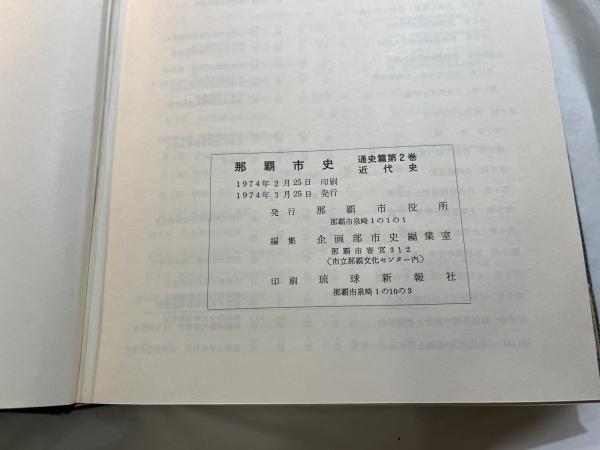 那覇市史 通史篇第2巻
近代史
1974年2月25日 印刷
1974年3月25日 発行
発行 那覇市役所
那覇市泉崎1の1の1
編集 企画部市史編集室
那覇市寄宮312
(市立那覇文化センター内)
印刷 琉球新報社
那覇市泉崎1の10の3